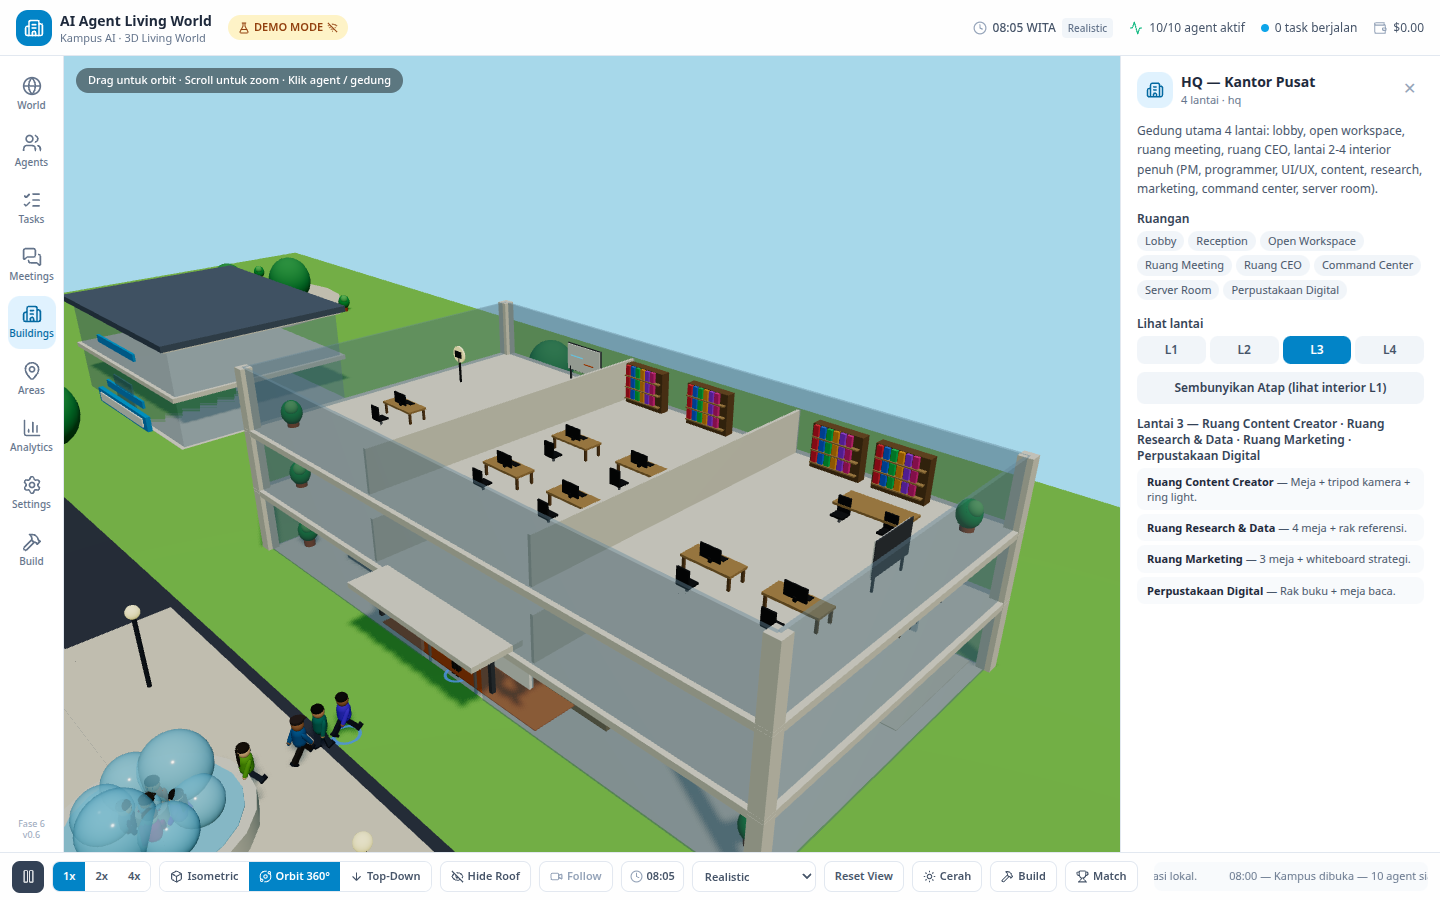 AI Agent Living World
Kampus AI · 3D Living World
DEMO MODE
08:05 WITA
Realistic
10/10 agent aktif
0 task berjalan
$0.00
World
Agents
Tasks
Meetings
Buildings
Areas
Analytics
Settings
Build
Fase 6
v0.6
Drag untuk orbit · Scroll untuk zoom · Klik agent / gedung
HQ — Kantor Pusat
4 lantai · hq
Gedung utama 4 lantai: lobby, open workspace,
ruang meeting, ruang CEO, lantai 2-4 interior
penuh (PM, programmer, UI/UX, content, research,
marketing, command center, server room).
Ruangan
Lobby Reception Open Workspace
Ruang Meeting Ruang CEO Command Center
Server Room Perpustakaan Digital
Lihat lantai
L1 L2 L3 L4
Sembunyikan Atap (lihat interior L1)
Lantai 3 — Ruang Content Creator · Ruang
Research & Data · Ruang Marketing ·
Perpustakaan Digital
Ruang Content Creator — Meja + tripod kamera +
ring light.
Ruang Research & Data — 4 meja + rak referensi.
Ruang Marketing — 3 meja + whiteboard strategi.
Perpustakaan Digital — Rak buku + meja baca.
1x 2x 4x
Isometric
Orbit 360°
Top-Down
Hide Roof
Follow
08:05
Realistic
Reset View
Cerah
Build
Match
asi lokal.
08:00 — Kampus dibuka — 10 agent si